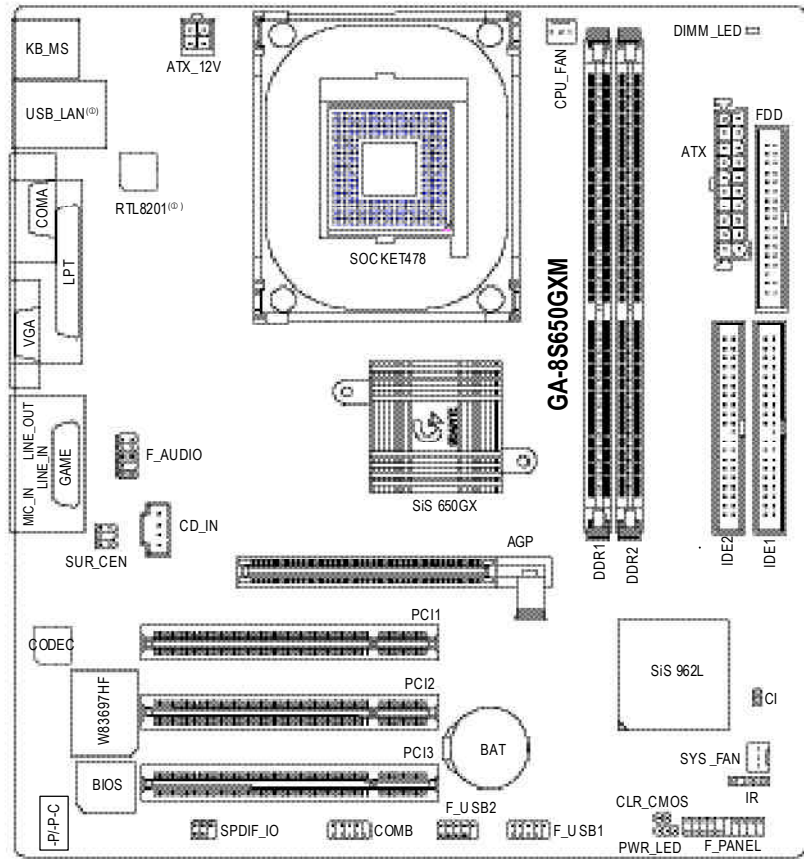 KB_MS
ATX_12V
CPU_FAN
DIMM_LED
USB_LAN(①)
ATX
FDD
RTL8201(①)
COMA
LPT
SOCKET478
VGA
GA-8S650GXM
LINE_OUT
MIC_IN
LINE_IN
GAME
F_AUDIO
SiS 650GX
CD_IN
SUR_CEN
AGP
DDR1
DDR2
IDE2
IDE1
PCI1
CODEC
SiS 962L
W83697HF
PCI2
CI
BAT
PCI3
SYS_FAN
BIOS
IR
CLR_CMOS
-P/-P-C
SPDIF_IO
COMB
F_USB2
F_USB1
PWR_LED
F_PANEL